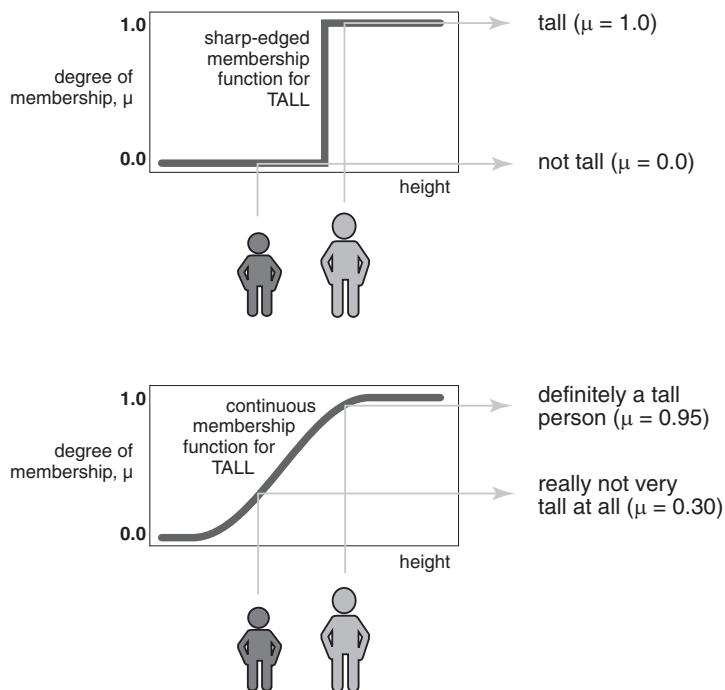 1.0
sharp-edged
membership
function for
TALL
degree of
membership, μ
0.0
height
tall (μ = 1.0)
not tall (μ = 0.0)
1.0
continuous
membership
function for
TALL
degree of
membership, μ
0.0
height
definitely a tall
person (μ = 0.95)
really not very
tall at all (μ = 0.30)